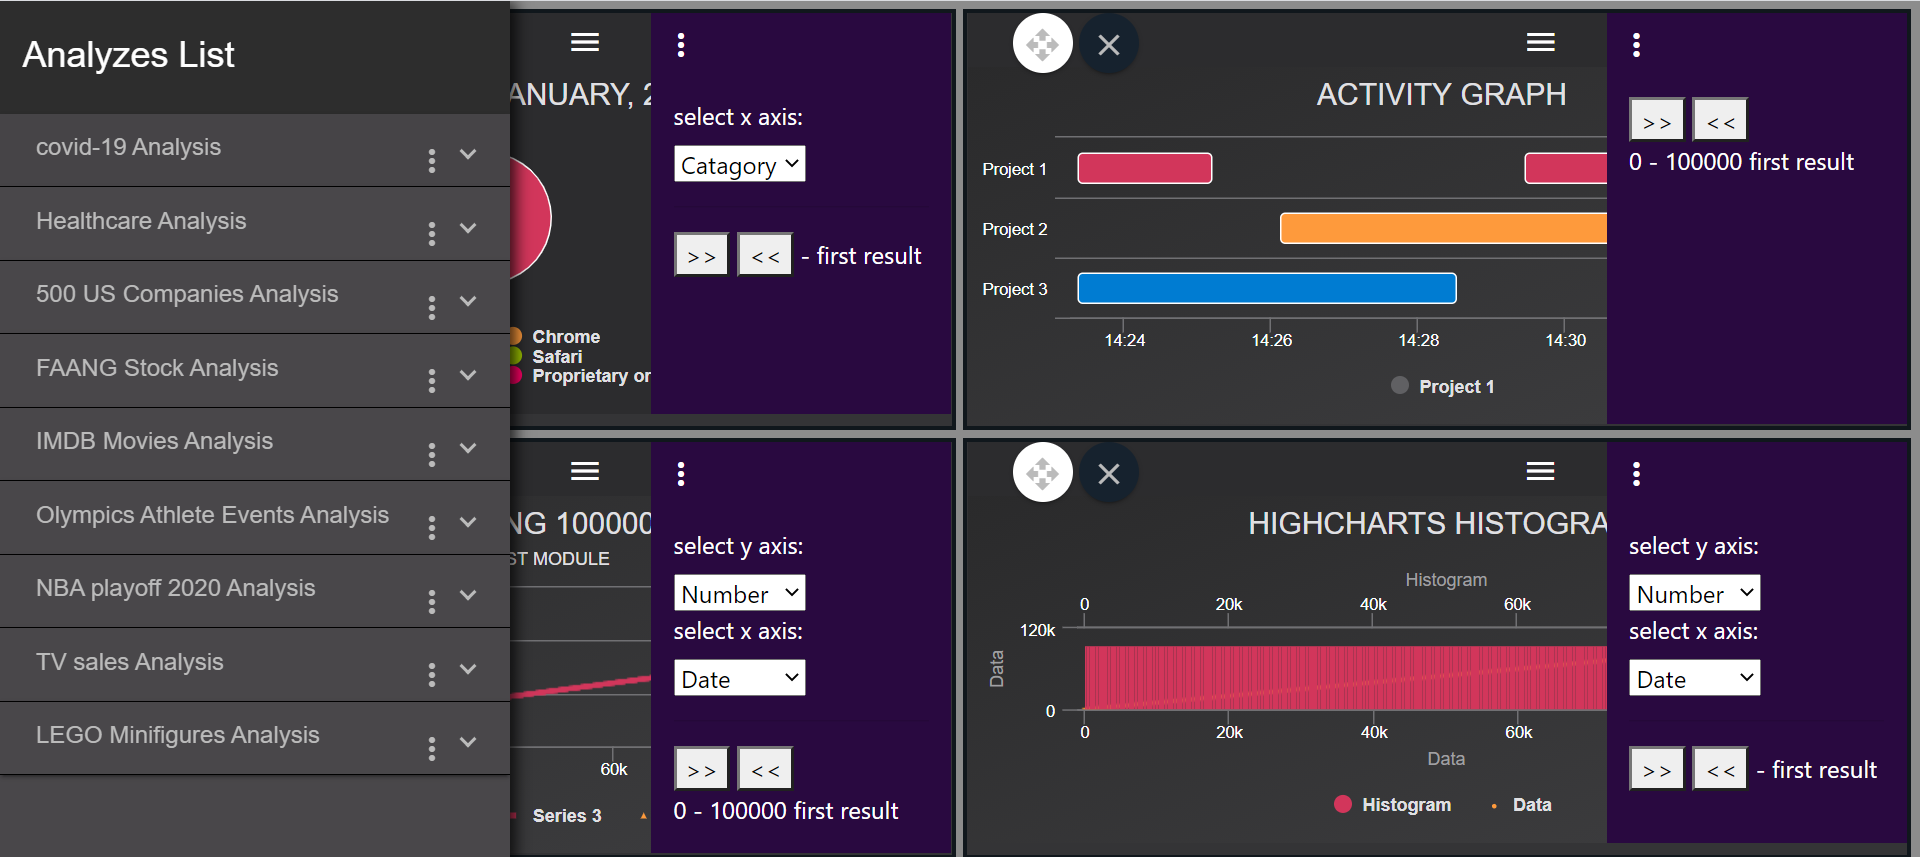 Analyzes List
covid-19 Analysis
Healthcare Analysis
500 US Companies Analysis
FAANG Stock Analysis
IMDB Movies Analysis
Olympics Athlete Events Analysis
NBA playoff 2020 Analysis
TV sales Analysis
LEGO Minifigures Analysis
ANUARY, 2
Chrome
Safari
Proprietary or
select x axis:
Catagory
>> << - first result
ACTIVITY GRAPH
Project 1
Project 2
Project 3
14:24 14:26 14:28 14:30
Project 1
>> <<
0 - 100000 first result
NG 100000
ST MODULE
60k
Series 3
select y axis:
Number
select x axis:
Date
>> <<
0 - 100000 first result
HIGHCHARTS HISTOGRA
Histogram
0 20k 40k 60k
120k
Data
0
0 20k 40k 60k
Data
Histogram Data
select y axis:
Number
select x axis:
Date
>> << - first result